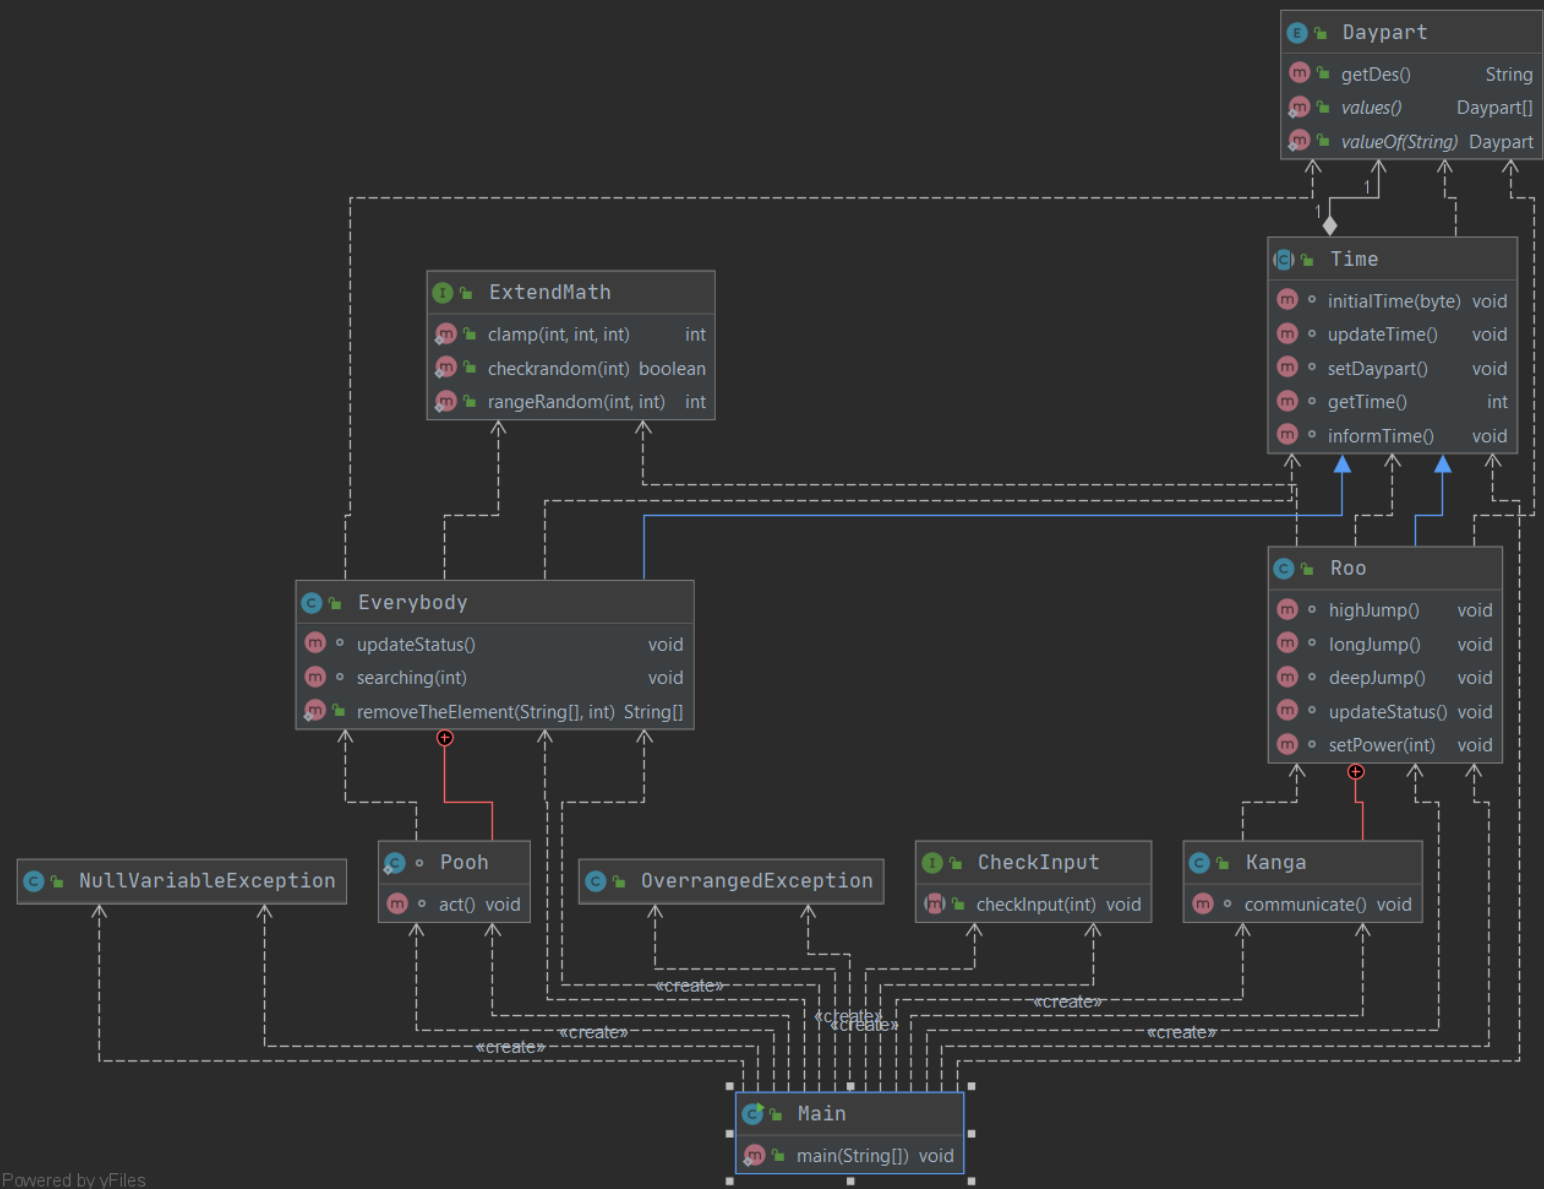 Daypart
getDes() String
values() Daypart[]
valueOf(String) Daypart
1
1
Time
initialTime(byte) void
updateTime() void
setDaypart() void
getTime() int
informTime() void
ExtendMath
clamp(int, int, int) int
checkrandom(int) boolean
rangeRandom(int, int) int
Everybody
updateStatus() void
searching(int) void
removeTheElement(String[], int) String[]
Roo
highJump() void
longJump() void
deepJump() void
updateStatus() void
setPower(int) void
NullVariableException
Pooh
act() void
OverrangedException
CheckInput
checkInput(int) void
Kanga
communicate() void
«create»
«create»
«create»
«create»
«create»
«create»
«create»
Main
main(String[]) void
Powered by yFiles